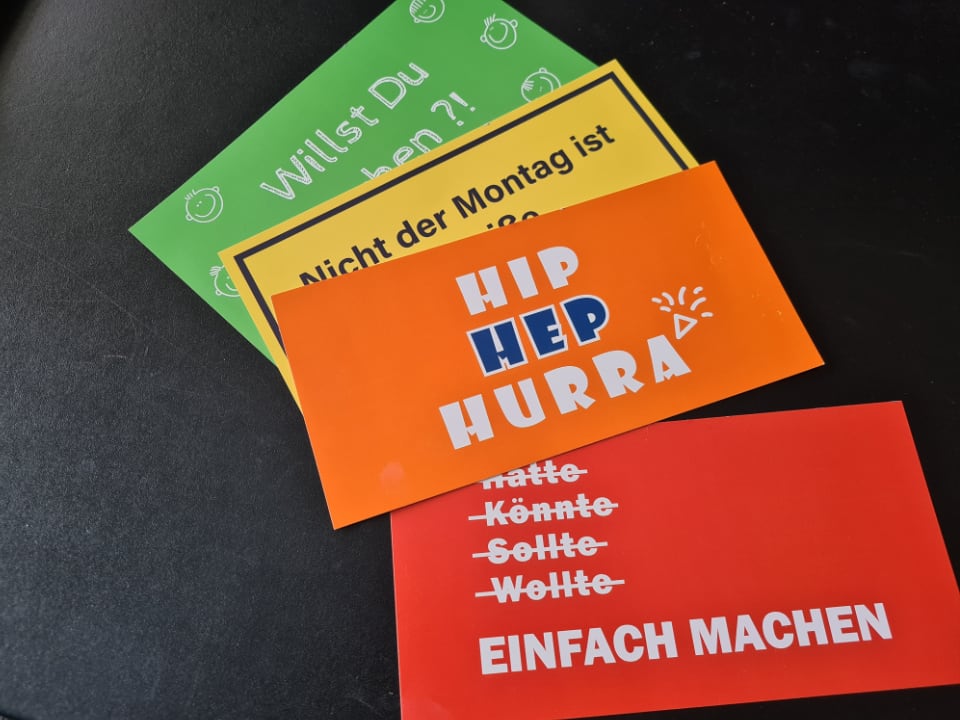 Willst Du
?!
Nicht der Montag ist
HIP
HEP
HURRA
Hätte
Könnte
Sollte
Wollte
EINFACH MACHEN